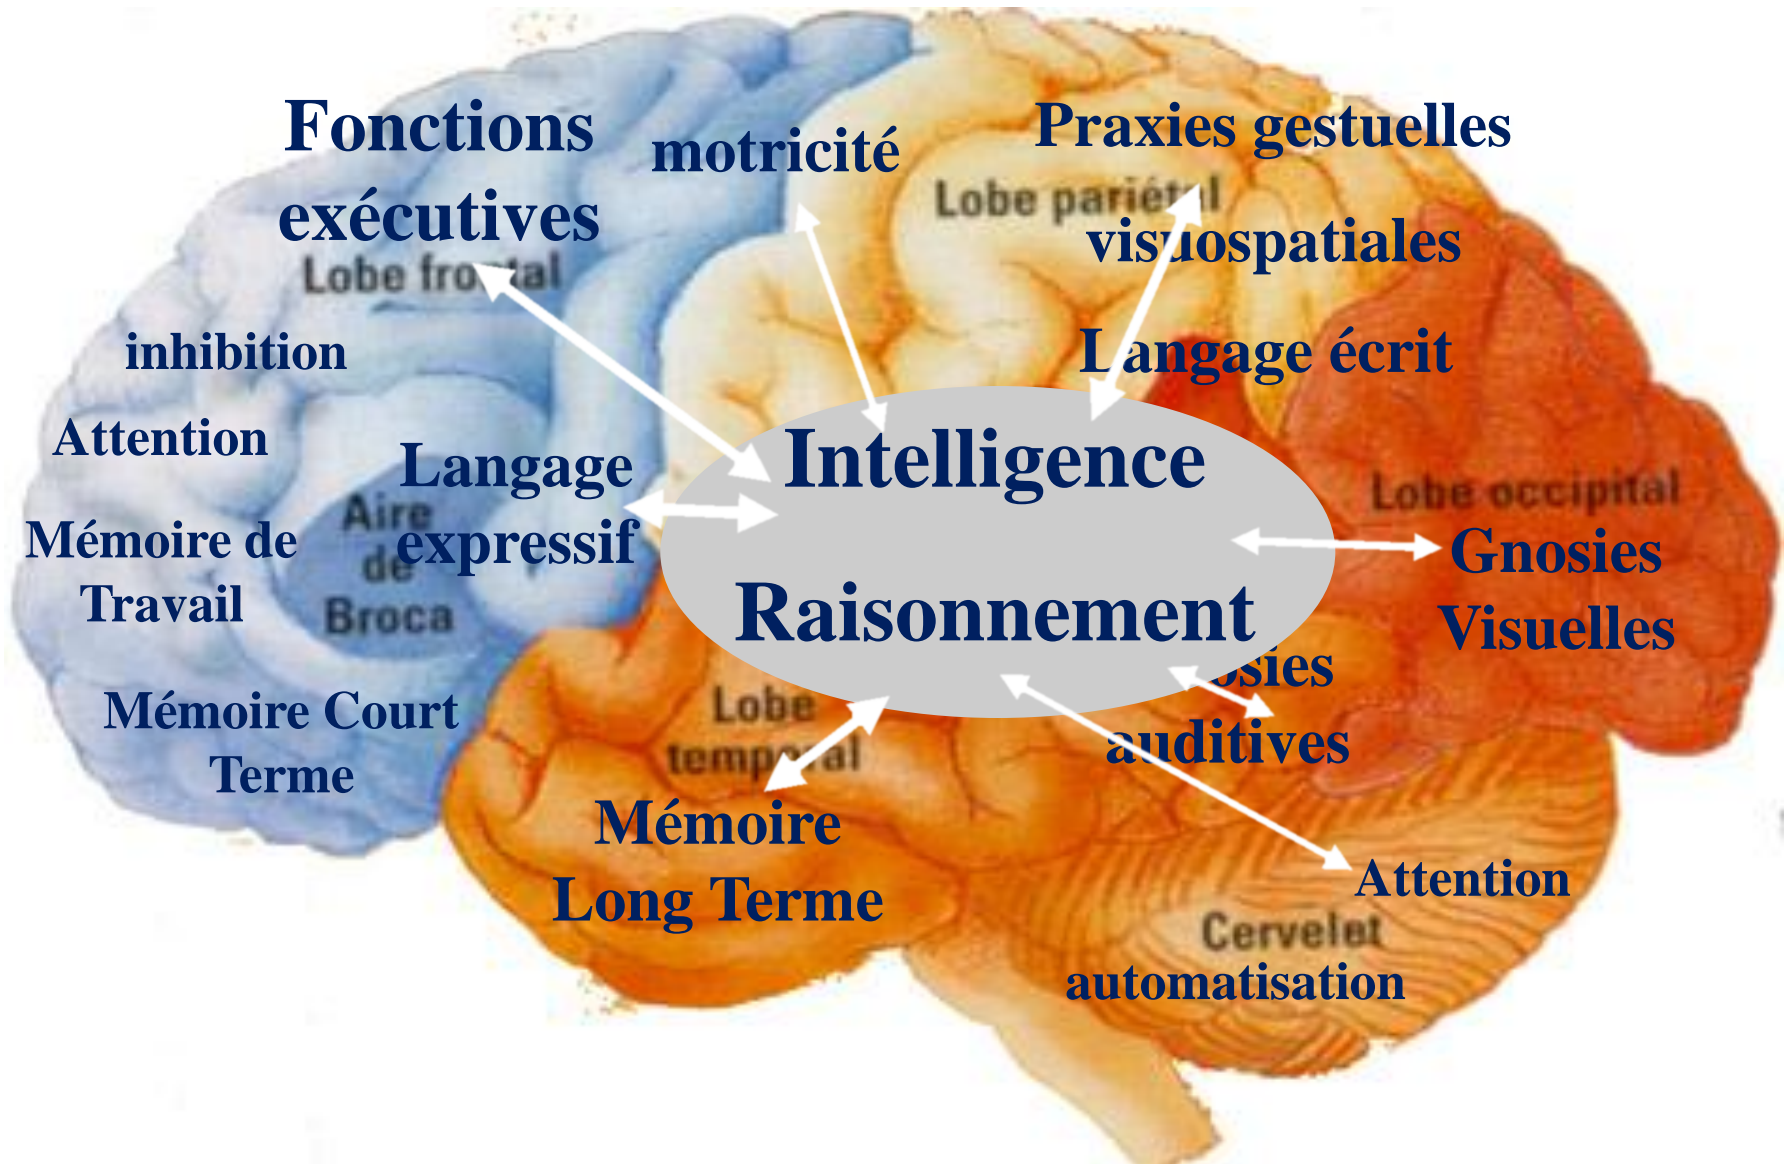 Fonctions
exécutives
Lobe frontal
motricité
Praxies gestuelles
Lobe pariétal
visuospatiales
Langage écrit
inhibition
Attention
Mémoire de
Travail
Mémoire Court
Terme
Langage
expressif
Aire
de
Broca
Intelligence
Raisonnement
Lobe occipital
Gnosies
Visuelles
osies
auditives
Lobe
temporal
Mémoire
Long Terme
Attention
Cervelet
automatisation